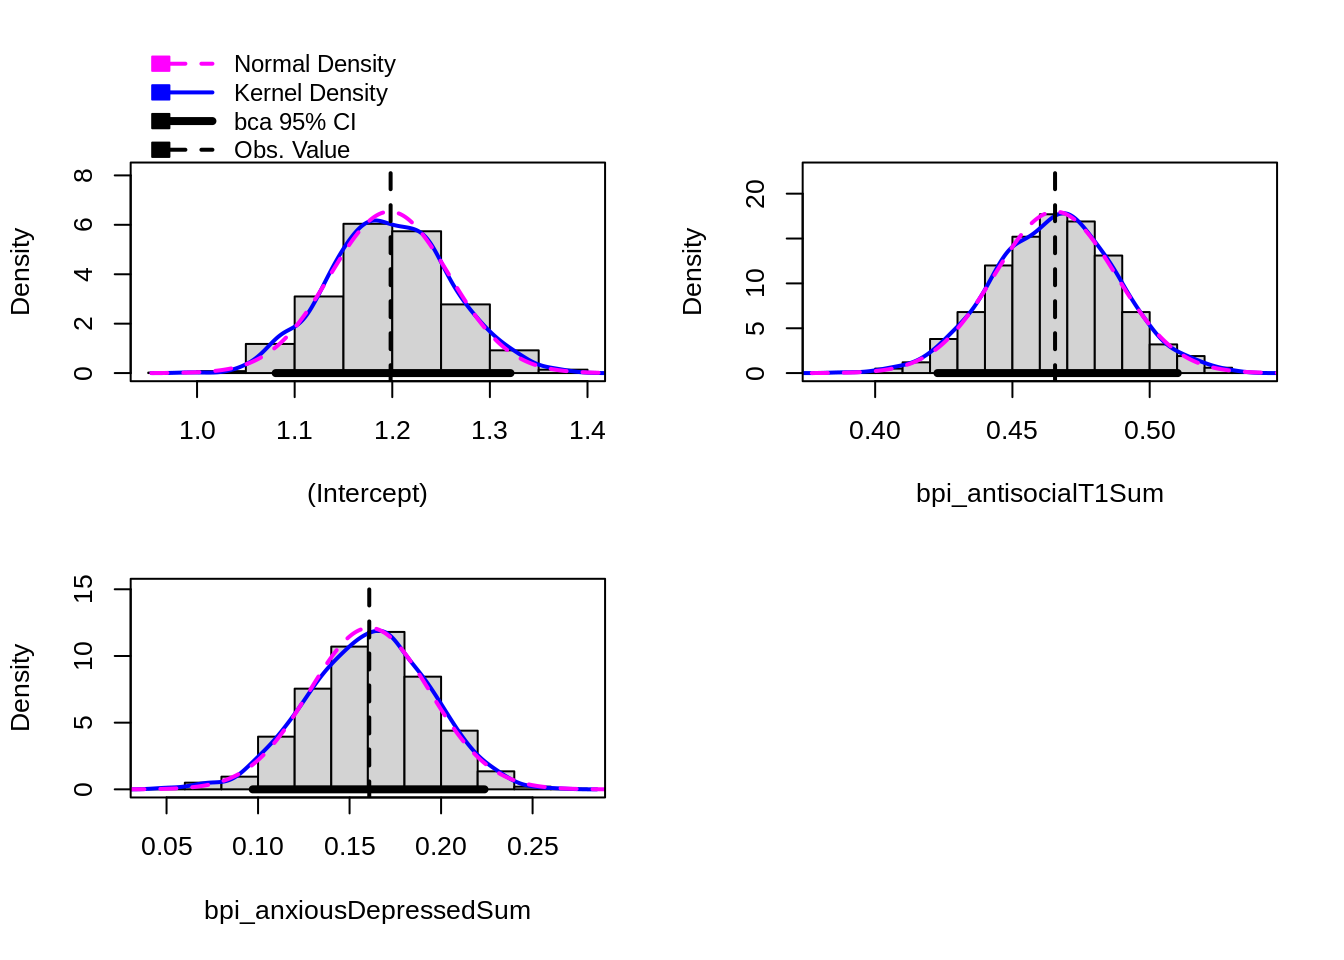 Normal Density
Kernel Density
bca 95% CI
Obs. Value
Density
8
6
4
2
0
1.0 1.1 1.2 1.3 1.4
(Intercept)
Density
20
10
5
0
0.40 0.45 0.50
bpi_antisocialT1Sum
Density
15
10
5
0
0.05 0.10 0.15 0.20 0.25
bpi_anxiousDepressedSum